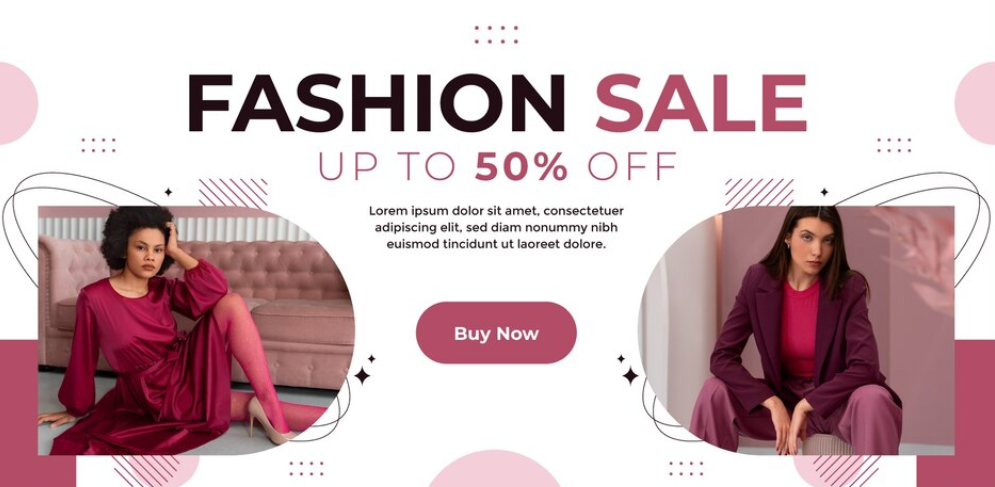 FASHION SALE
UP TO 50% OFF
Lorem ipsum dolor sit amet, consectetuer
adipiscing elit, sed diam nonummy nibh
euismod tincidunt ut laoreet dolore.
Buy Now